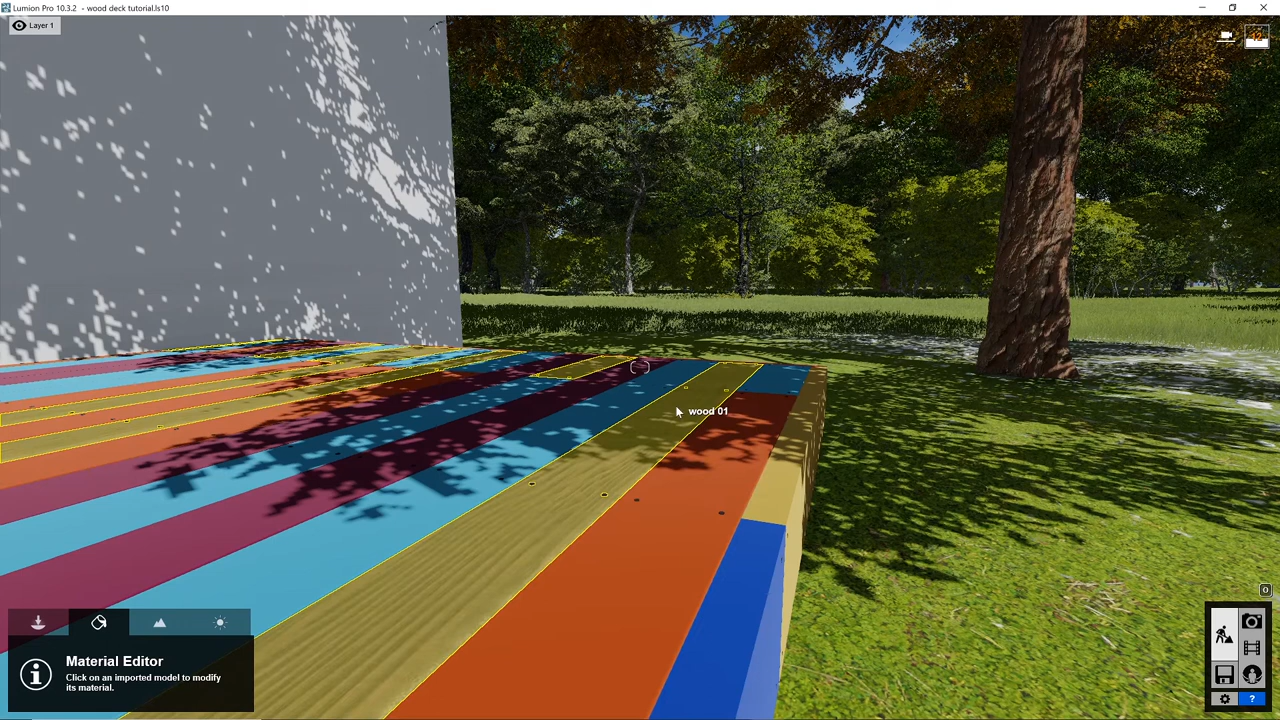 Lumion Pro 10.3.2 - wood deck tutorial.ls10
Layer 1
wood 01
Material Editor
Click on an imported model to modify
its material.
O
?